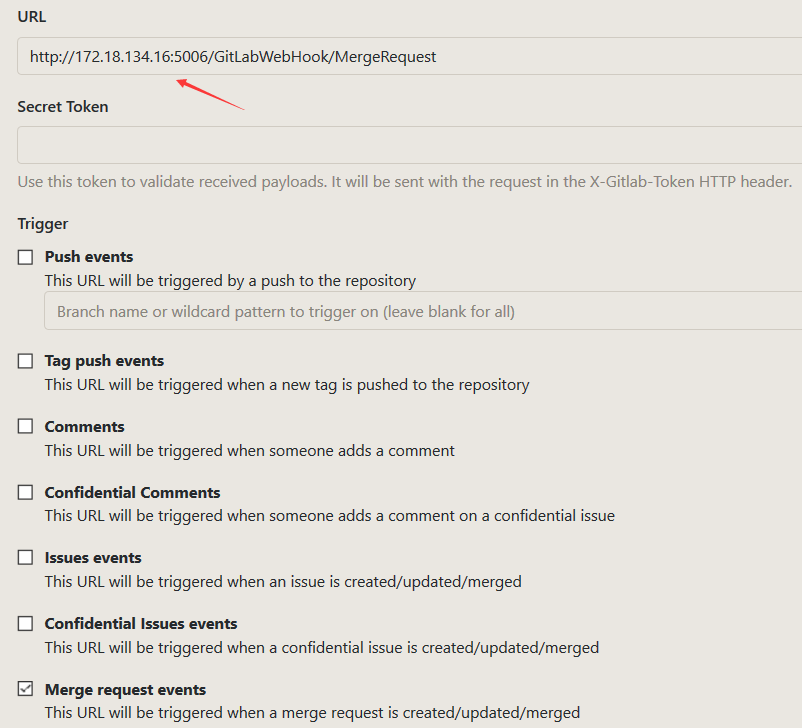 URL
http://172.18.134.16:5006/GitLabWebHook/MergeRequest
Secret Token
Use this token to validate received payloads. It will be sent with the request in the X-Gitlab-Token HTTP header.
Trigger
Push events
This URL will be triggered by a push to the repository
Branch name or wildcard pattern to trigger on (leave blank for all)
Tag push events
This URL will be triggered when a new tag is pushed to the repository
Comments
This URL will be triggered when someone adds a comment
Confidential Comments
This URL will be triggered when someone adds a comment on a confidential issue
Issues events
This URL will be triggered when an issue is created/updated/merged
Confidential Issues events
This URL will be triggered when a confidential issue is created/updated/merged
Merge request events
This URL will be triggered when a merge request is created/updated/merged